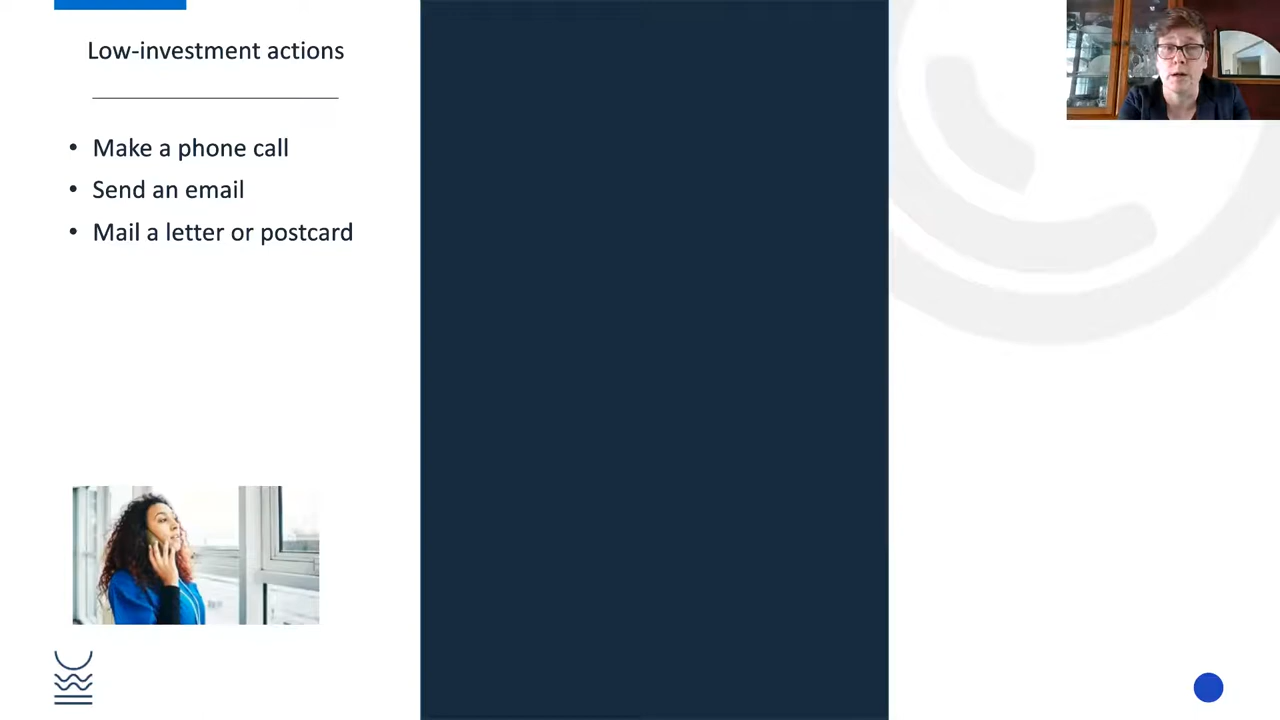 Low-investment actions
• Make a phone call
• Send an email
• Mail a letter or postcard